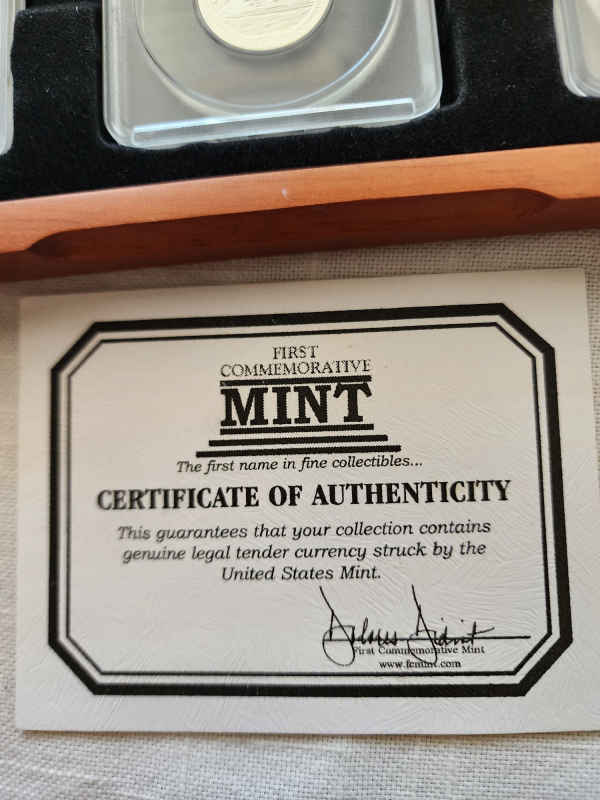 FIRST
COMMEMORATIVE
MINT
The first name in fine collectibles...
CERTIFICATE OF AUTHENTICITY
This guarantees that your collection contains
genuine legal tender currency struck by the
United States Mint.
First Commemorative Mint
www.fcmint.com